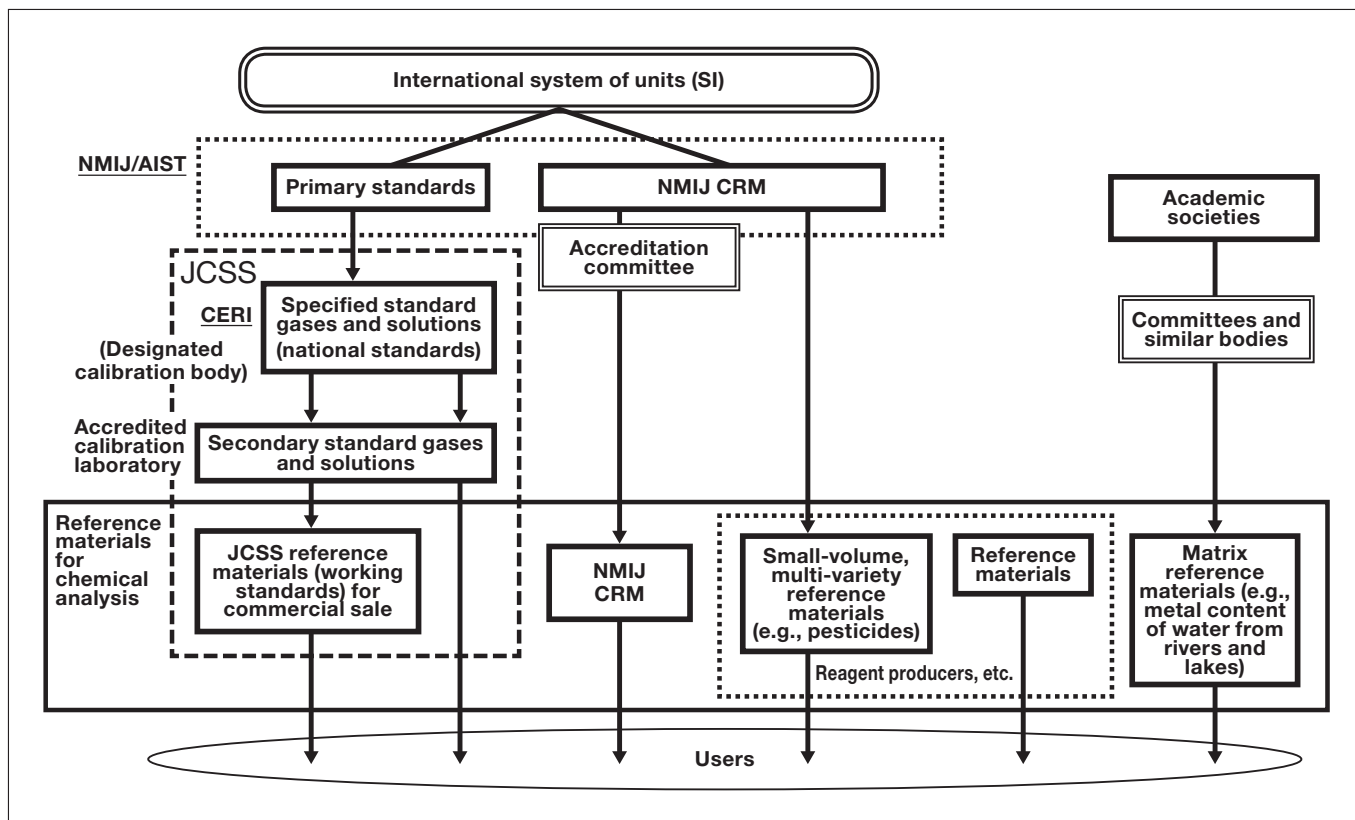 International system of units (SI)
NMIJ/AIST
Primary standards
NMIJ CRM
Academic
societies
Accreditation
committee
JCSS
CERI
(Designated
calibration body)
Specified standard
gases and solutions
(national standards)
Committees and
similar bodies
Accredited
calibration
laboratory
Secondary standard gases
and solutions
Reference
materials
for
chemical
analysis
JCSS reference
materials (working
standards) for
commercial sale
NMIJ
CRM
Small-volume,
multi-variety
reference
materials
(e.g., pesticides)
Reference
materials
Reagent producers, etc.
Matrix
reference
materials (e.g.,
metal content
of water from
rivers and
lakes)
Users